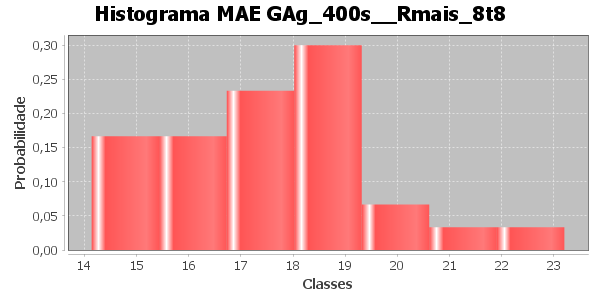 Histograma MAE GAg_400s__Rmais_8t8
Probabilidade
0,30
0,25
0,20
0,15
0,10
0,05
0,00
14 15 16 17 18 19 20 21 22 23
Classes